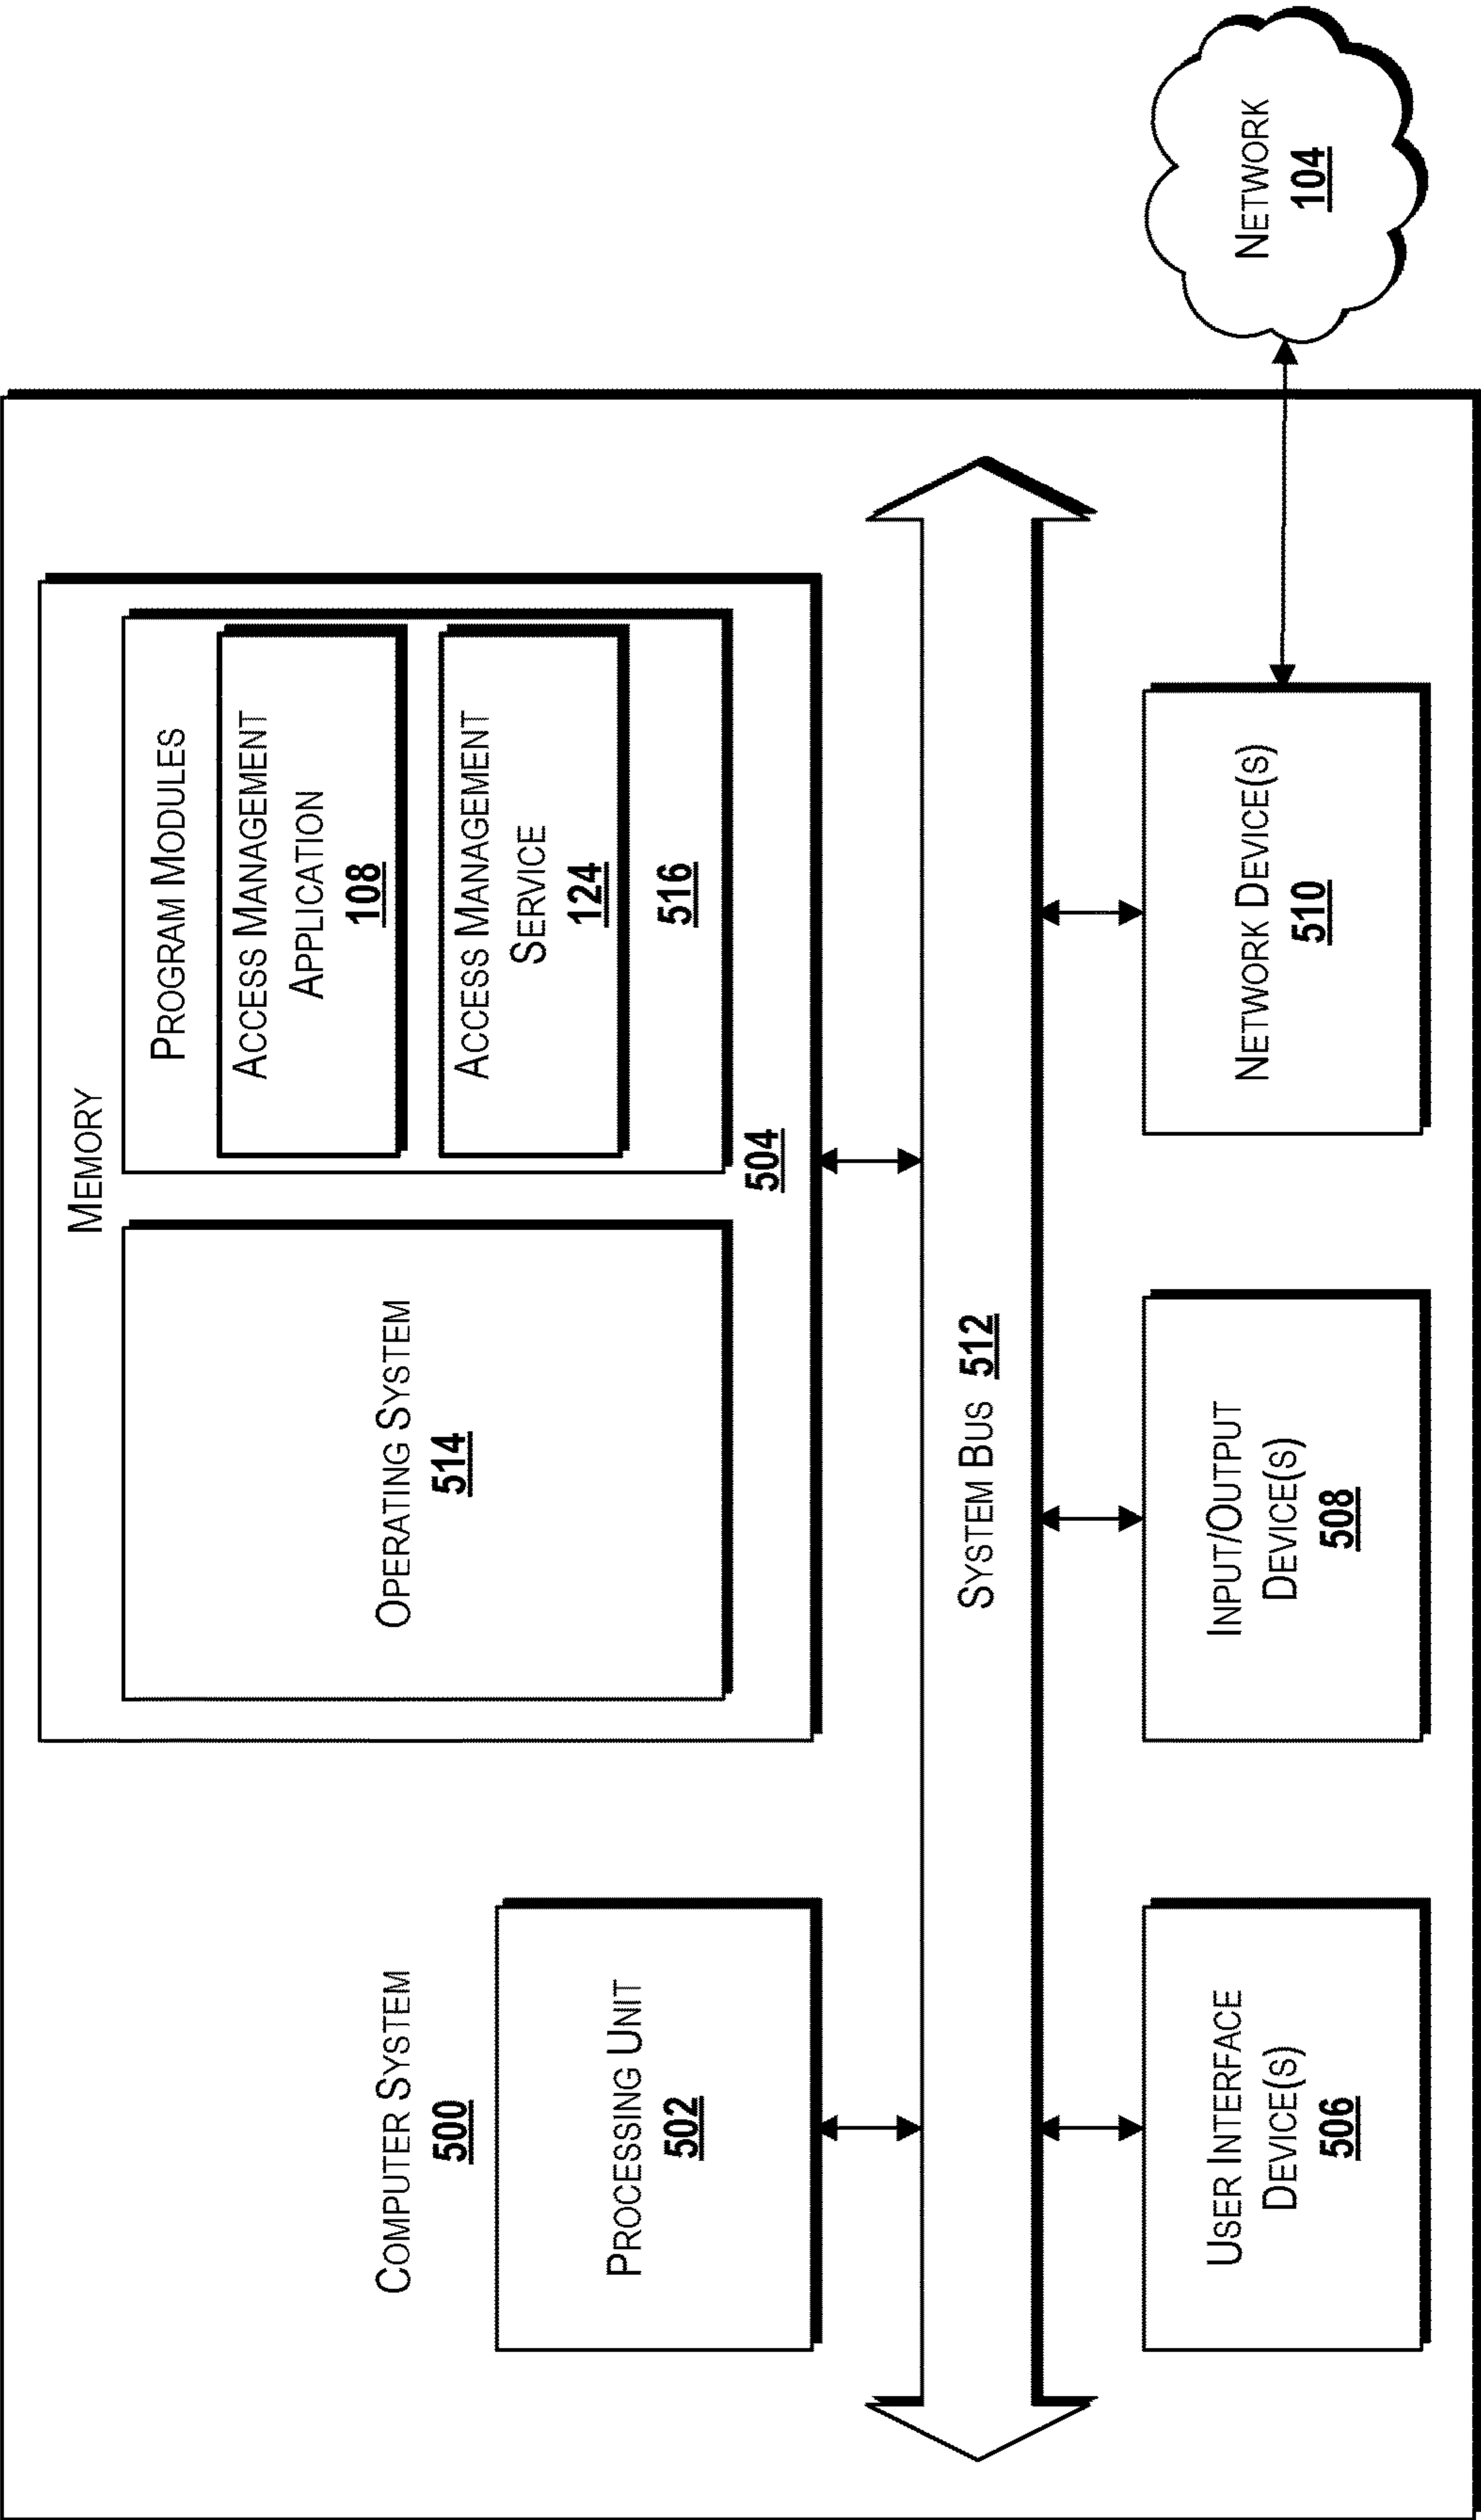 COMPUTER SYSTEM
500
PROCESSING UNIT
502
MEMORY
OPERATING SYSTEM
514
PROGRAM MODULES
ACCESS MANAGEMENT
APPLICATION
108
ACCESS MANAGEMENT
SERVICE
124
516
504
SYSTEM BUS 512
USER INTERFACE
DEVICE(S)
506
INPUT/OUTPUT
DEVICE(S)
508
NETWORK DEVICE(S)
510
NETWORK
104